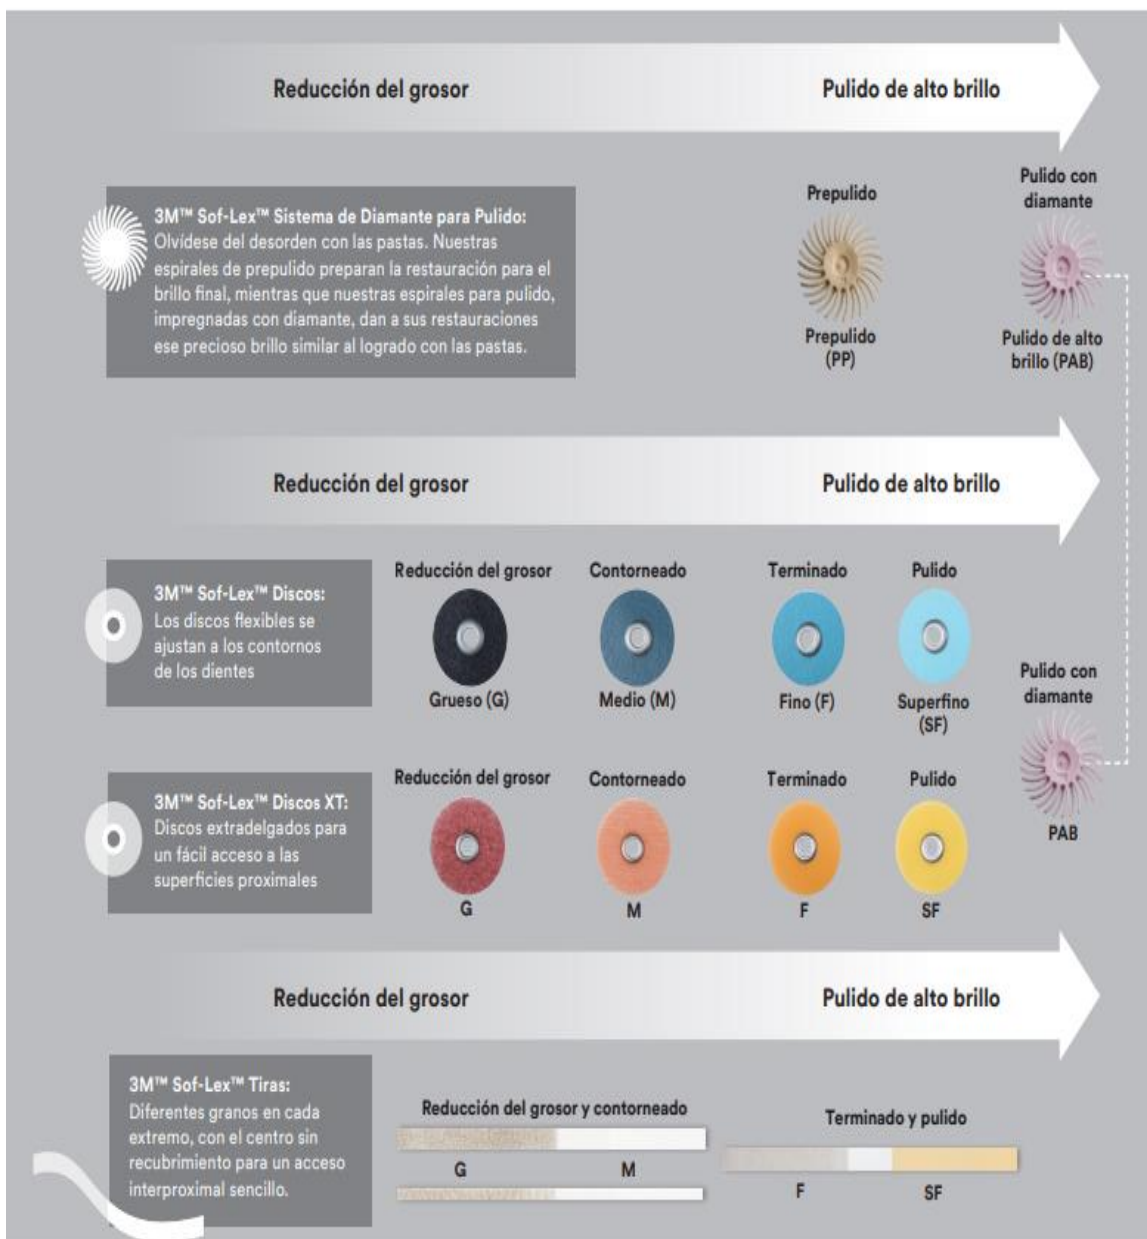 Reducción del grosor
Pulido de alto brillo
3M™ Sof-Lex™ Sistema de Diamante para Pulido:
Olvídese del desorden con las pastas. Nuestras
espirales de prepulido preparan la restauración para el
brillo final, mientras que nuestras espirales para pulido,
impregnadas con diamante, dan a sus restauraciones
ese precioso brillo similar al logrado con las pastas.
Prepulido
Prepulido
(PP)
Pulido con
diamante
Pulido de alto
brillo (PAB)
Reducción del grosor
Pulido de alto brillo
3M™ Sof-Lex™ Discos:
Los discos flexibles se
ajustan a los contornos
de los dientes
Reducción del grosor
Grueso (G)
Contorneado
Medio (M)
Terminado
Fino (F)
Pulido
Superfino
(SF)
3M™ Sof-Lex™ Discos XT:
Discos extradelgados para
un fácil acceso a las
superficies proximales
Reducción del grosor
G
Contorneado
M
Terminado
F
Pulido
SF
Pulido con
diamante
PAB
Reducción del grosor
Pulido de alto brillo
3M™ Sof-Lex™ Tiras:
Diferentes granos en cada
extremo, con el centro sin
recubrimiento para un acceso
interproximal sencillo.
Reducción del grosor y contorneado
G
M
Terminado y pulido
F
SF